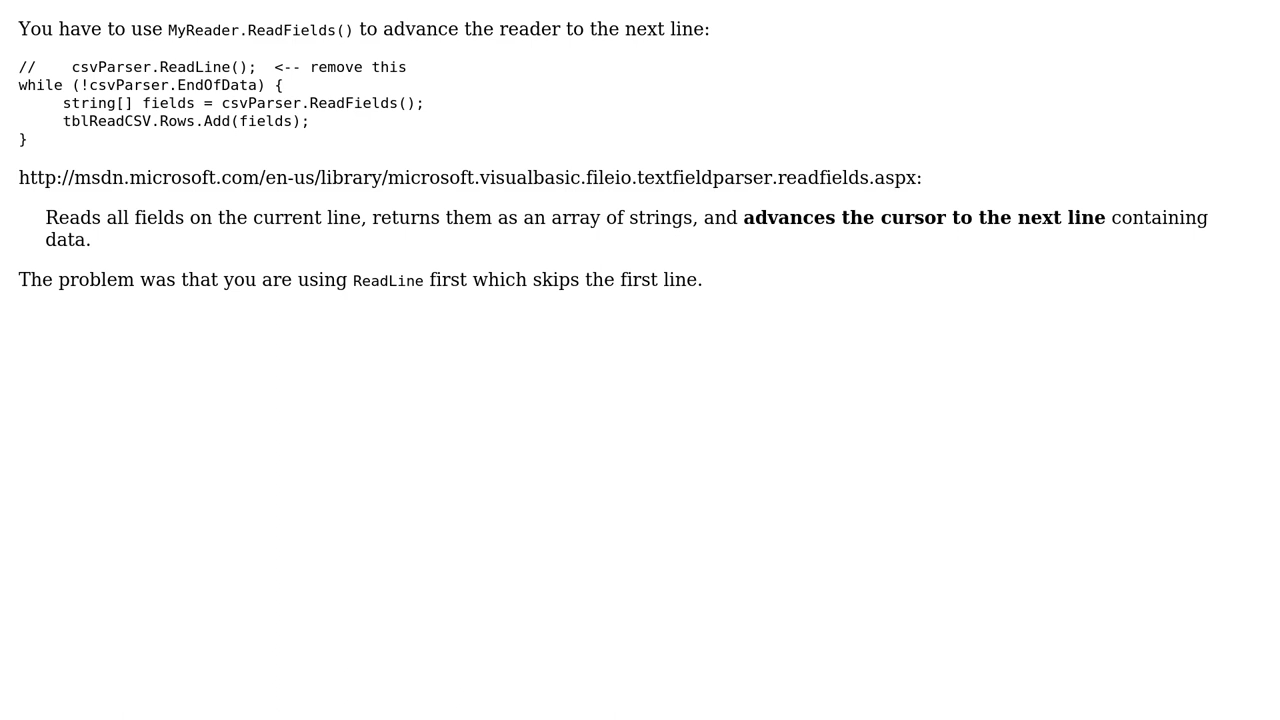 You have to use MyReader.ReadFields() to advance the reader to the next line:
//    csvParser.ReadLine();  <-- remove this
while (!csvParser.EndOfData) {
     string[] fields = csvParser.ReadFields();
     tblReadCSV.Rows.Add(fields);
}
http://msdn.microsoft.com/en-us/library/microsoft.visualbasic.fileio.textfieldparser.readfields.aspx:
Reads all fields on the current line, returns them as an array of strings, and advances the cursor to the next line containing
data.
The problem was that you are using ReadLine first which skips the first line.